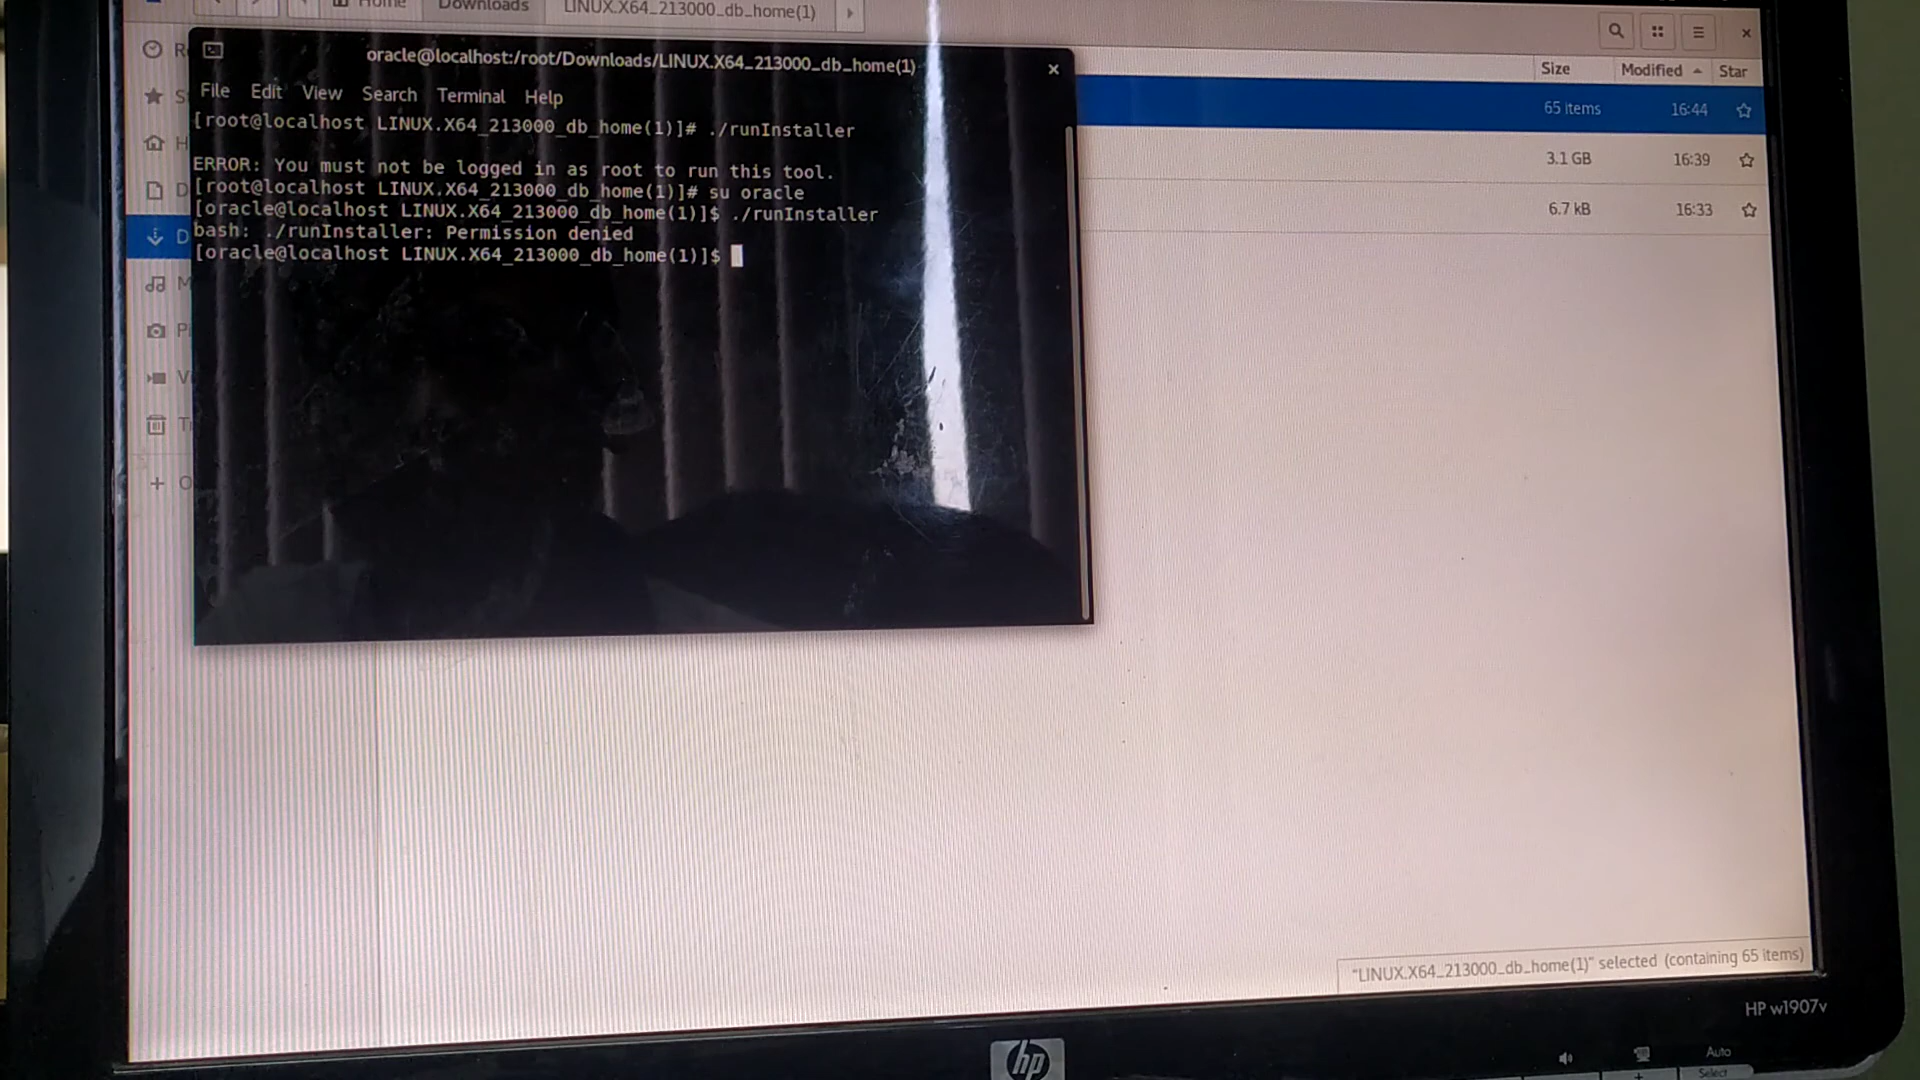 Home
Downloads
LINUX.X64_213000_db_home(1)
Size
Modified
Star
65 items
16:44
3.1 GB
16:39
6.7 kB
16:33
oracle@localhost:/root/Downloads/LINUX.X64_213000_db_home(1)
File Edit View Search Terminal Help
[root@localhost LINUX.X64_213000_db_home(1)]# ./runInstaller
ERROR: You must not be logged in as root to run this tool.
[root@localhost LINUX.X64_213000_db_home(1)]# su oracle
[oracle@localhost LINUX.X64_213000_db_home(1)]$ ./runInstaller
bash: ./runInstaller: Permission denied
[oracle@localhost LINUX.X64_213000_db_home(1)]$
"LINUX.X64_213000_db_home(1)" selected (containing 65 items)
HP w1907v
hp
Auto
Select